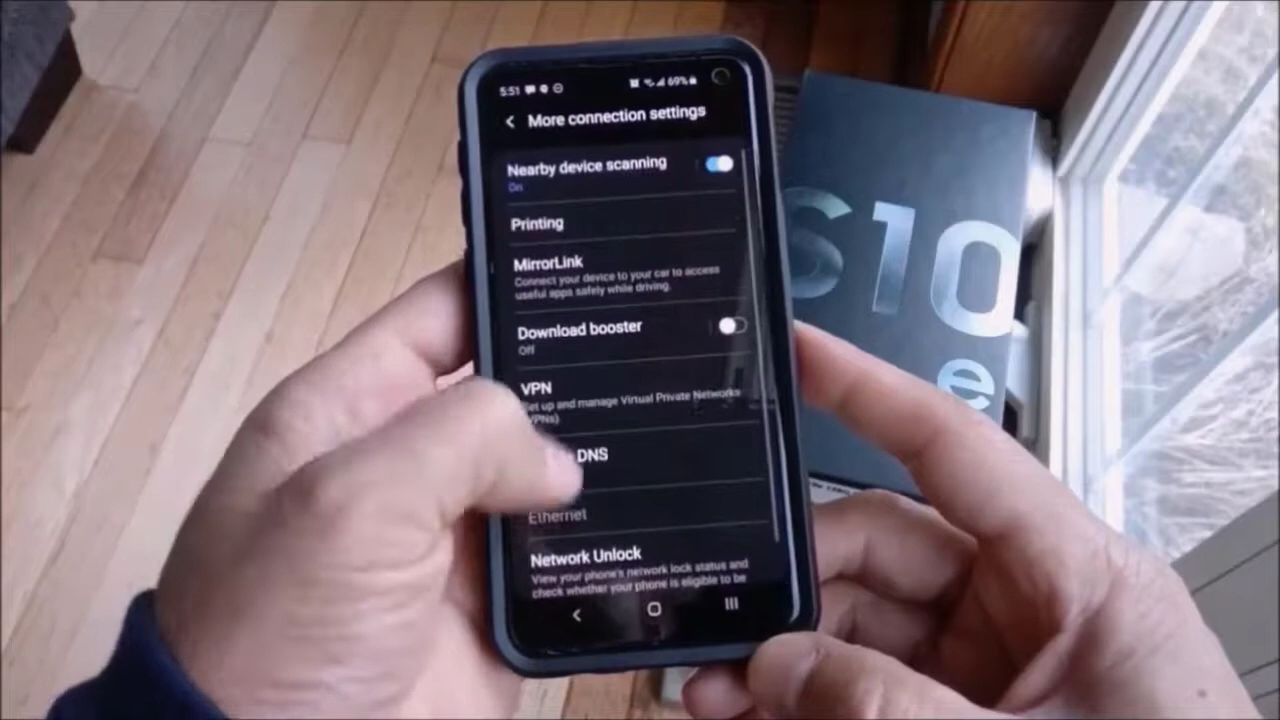 5:51
69%
More connection settings
Nearby device scanning
On
Printing
MirrorLink
Connect your device to your car to access
useful apps safely while driving.
Download booster
Off
VPN
Set up and manage Virtual Private Networks
(VPNs)
DNS
Ethernet
Network Unlock
View your phone's network lock status and
check whether your phone is eligible to be
S10
e